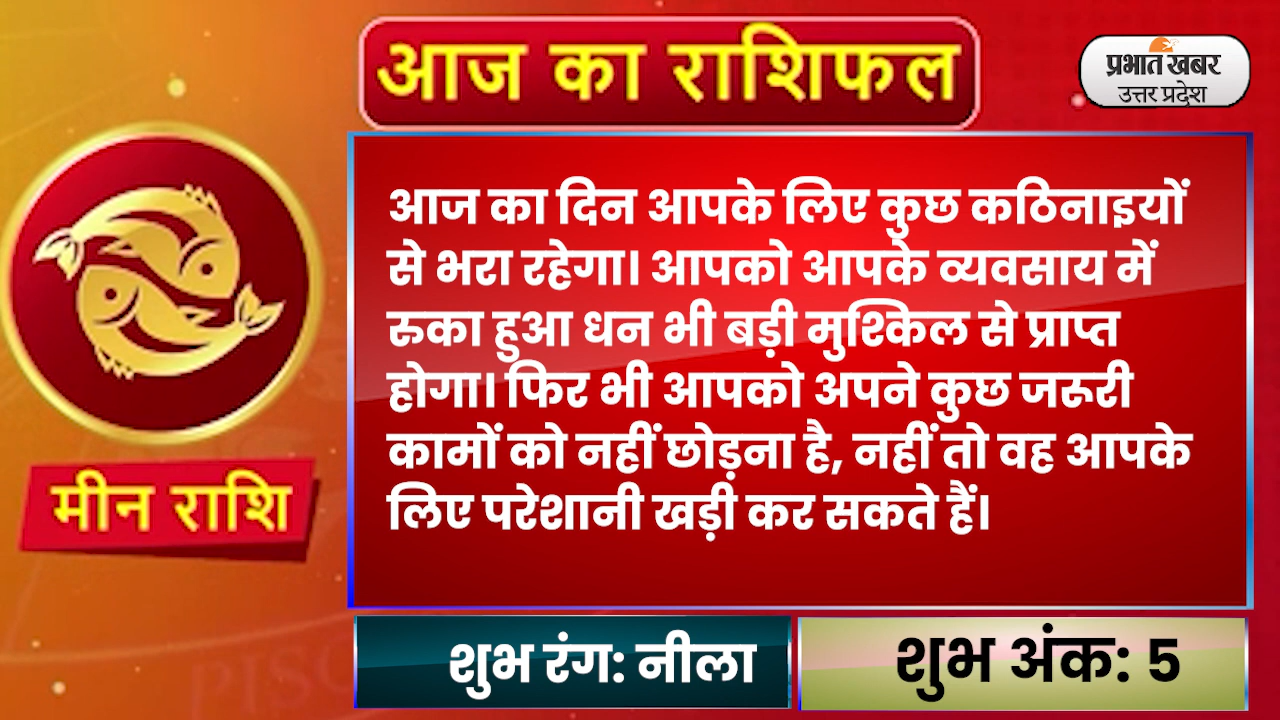 आज का राशिफल
प्रभात खबर
उत्तर प्रदेश
आज का दिन आपके लिए कुछ कठिनाइयों
से भरा रहेगा। आपको आपके व्यवसाय में
रुका हुआ धन भी बड़ी मुश्किल से प्राप्त
होगा। फिर भी आपको अपने कुछ जरूरी
कामों को नहीं छोड़ना है, नहीं तो वह आपके
लिए परेशानी खड़ी कर सकते हैं।
मीन राशि
शुभ रंग: नीला
शुभ अंक: 5